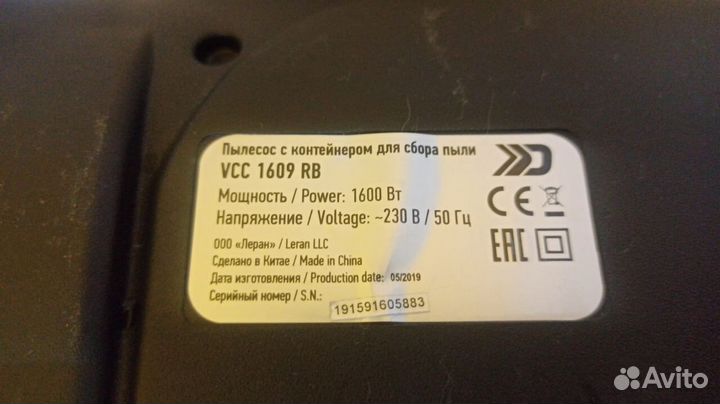 Пылесос с контейнером для сбора пыли
VCC 1609 RB
Мощность / Power: 1600 Вт
Напряжение / Voltage: ~230 В / 50 Гц
ООО «Леран» / Leran LLC
Сделано в Китае / Made in China
Дата изготовления / Production date: 05/2019
Серийный номер / S.N.:
191591605883
CE
EAC
Avito